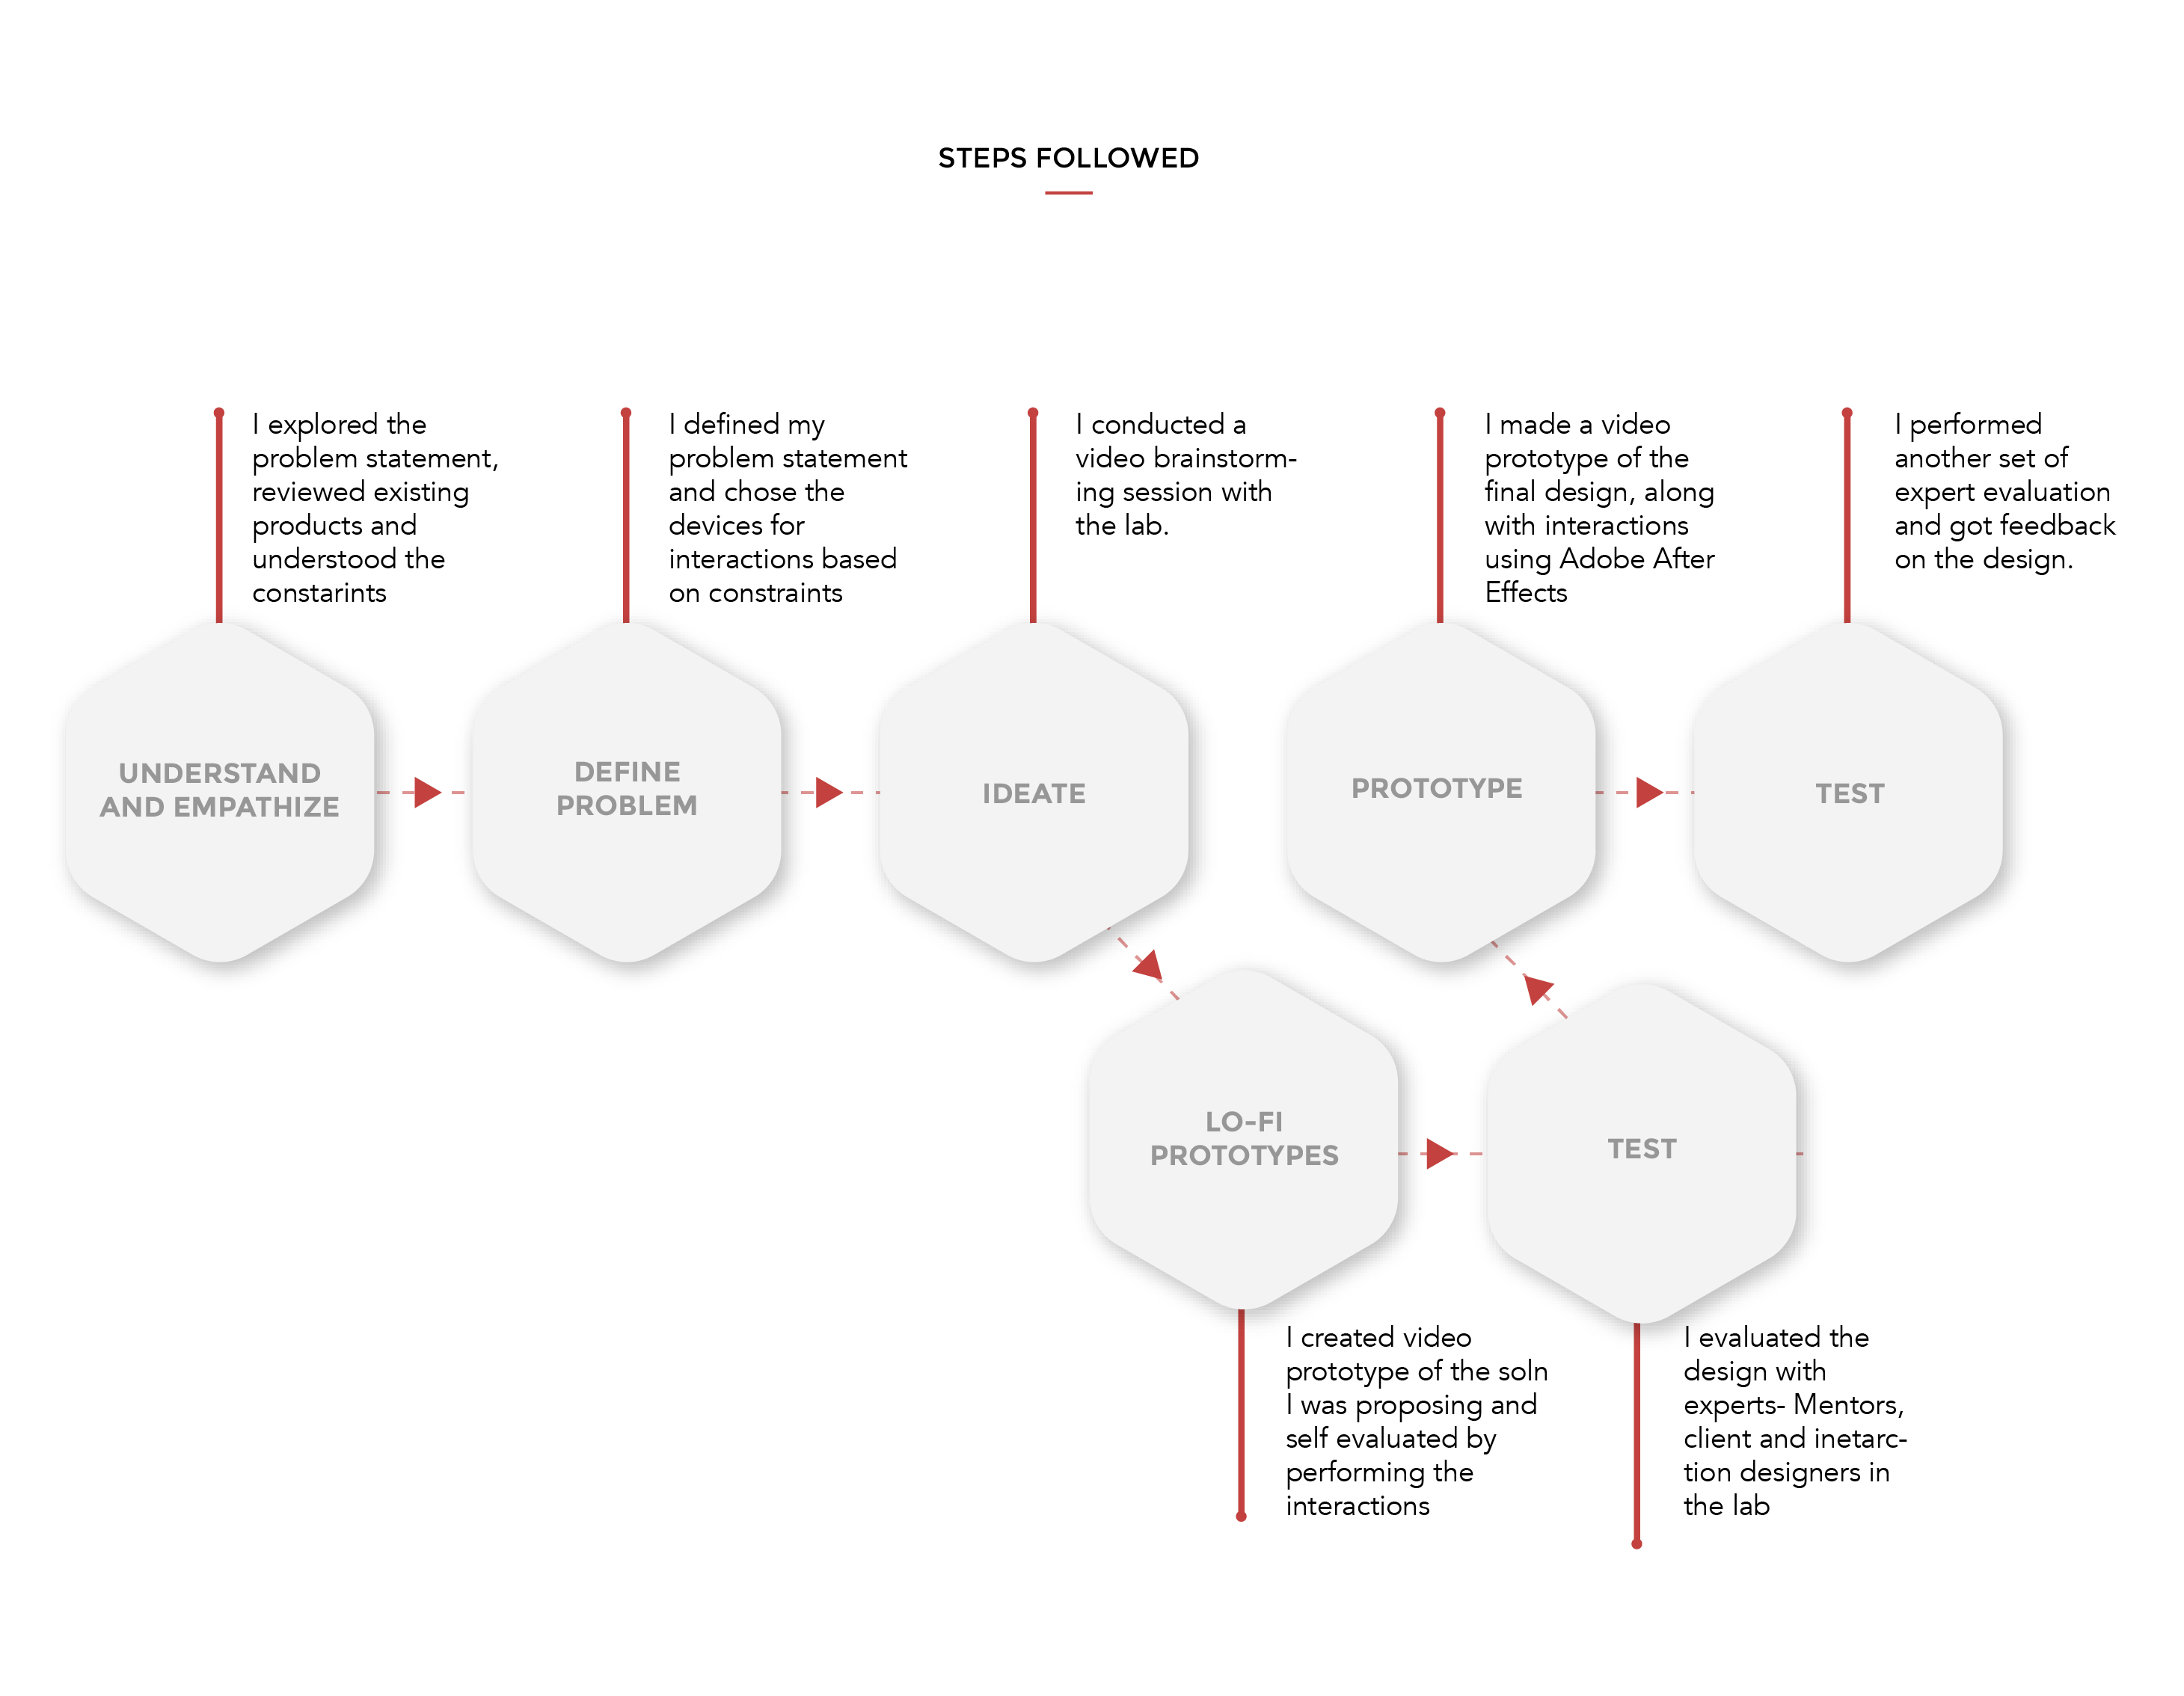 STEPS FOLLOWED
I explored the
problem statement,
reviewed existing
products and
understood the
constarints
I defined my
problem statement
and chose the
devices for
interactions based
on constraints
I conducted a
video brainstorm-
ing session with
the lab.
I made a video
prototype of the
final design, along
with interactions
using Adobe After
Effects
I performed
another set of
expert evaluation
and got feedback
on the design.
UNDERSTAND
AND EMPATHIZE
DEFINE
PROBLEM
IDEATE
PROTOTYPE
TEST
LO-FI
PROTOTYPES
TEST
I created video
prototype of the soln
I was proposing and
self evaluated by
performing the
interactions
I evaluated the
design with
experts- Mentors,
client and inetarc-
tion designers in
the lab